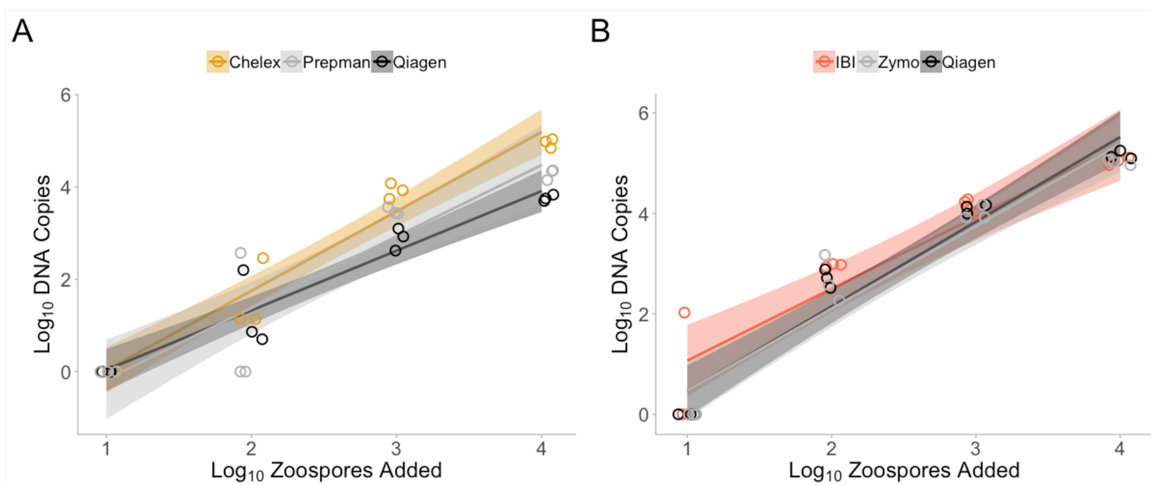 A
Chelex Prepman Qiagen
6
4
2
0
Log10 DNA Copies
1 2 3 4
Log10 Zoospores Added
B
IBI Zymo Qiagen
6
4
2
0
Log10 DNA Copies
1 2 3 4
Log10 Zoospores Added